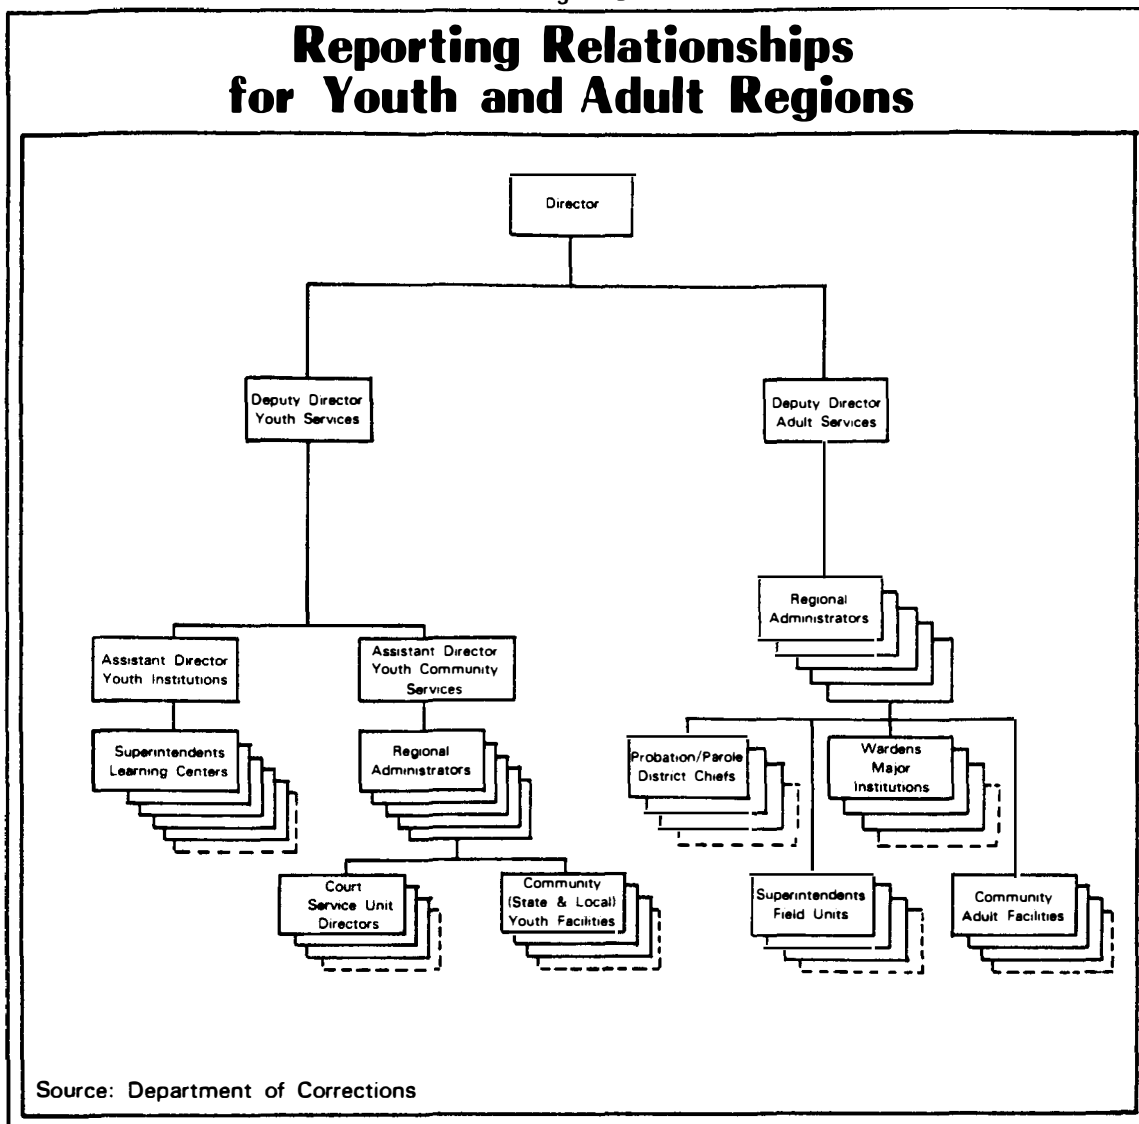 Reporting Relationships
for Youth and Adult Regions
Director
Deputy Director
Youth Services
Deputy Director
Adult Services
Regional
Administrators
Assistant Director
Youth Institutions
Assistant Director
Youth Community
Services
Superintendents
Learning Centers
Regional
Administrators
Probation/Parole
District Chiefs
Wardens
Major
Institutions
Court
Service Unit
Directors
Community
(State & Local)
Youth Facilities
Superintendents
Field Units
Community
Adult Facilities
Source: Department of Corrections